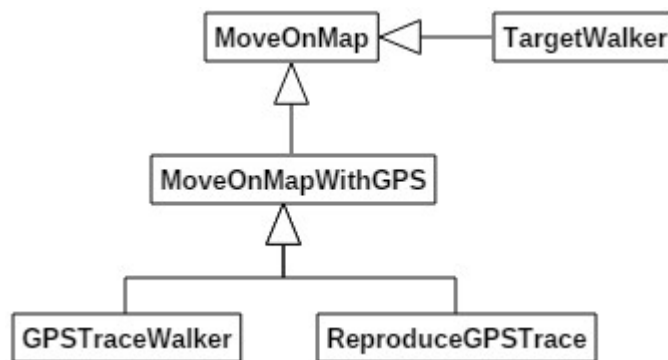 MoveOnMap
TargetWalker
MoveOnMapWithGPS
GPSTraceWalker
ReproduceGPSTrace